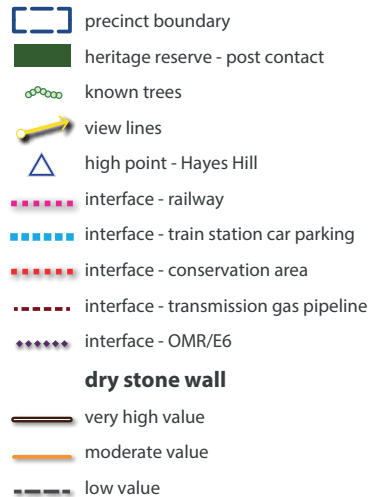 precinct boundary
heritage reserve - post contact
known trees
view lines
high point - Hayes Hill
interface - railway
interface - train station car parking
interface - conservation area
interface - transmission gas pipeline
interface - OMR/E6
dry stone wall
very high value
moderate value
low value